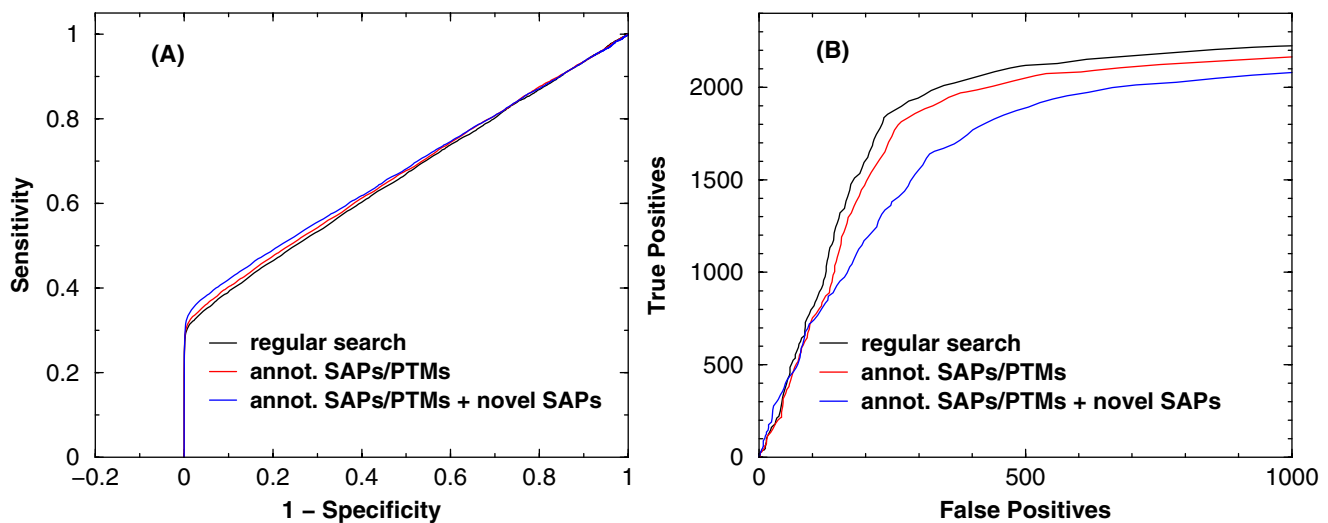 (A)
Sensitivity
1
0.8
0.6
0.4
0.2
0
−0.2
0
0.2
0.4
0.6
0.8
1
1 − Specificity
regular search
annot. SAPs/PTMs
annot. SAPs/PTMs + novel SAPs
(B)
True Positives
2000
1500
1000
500
0
0
500
1000
False Positives
regular search
annot. SAPs/PTMs
annot. SAPs/PTMs + novel SAPs